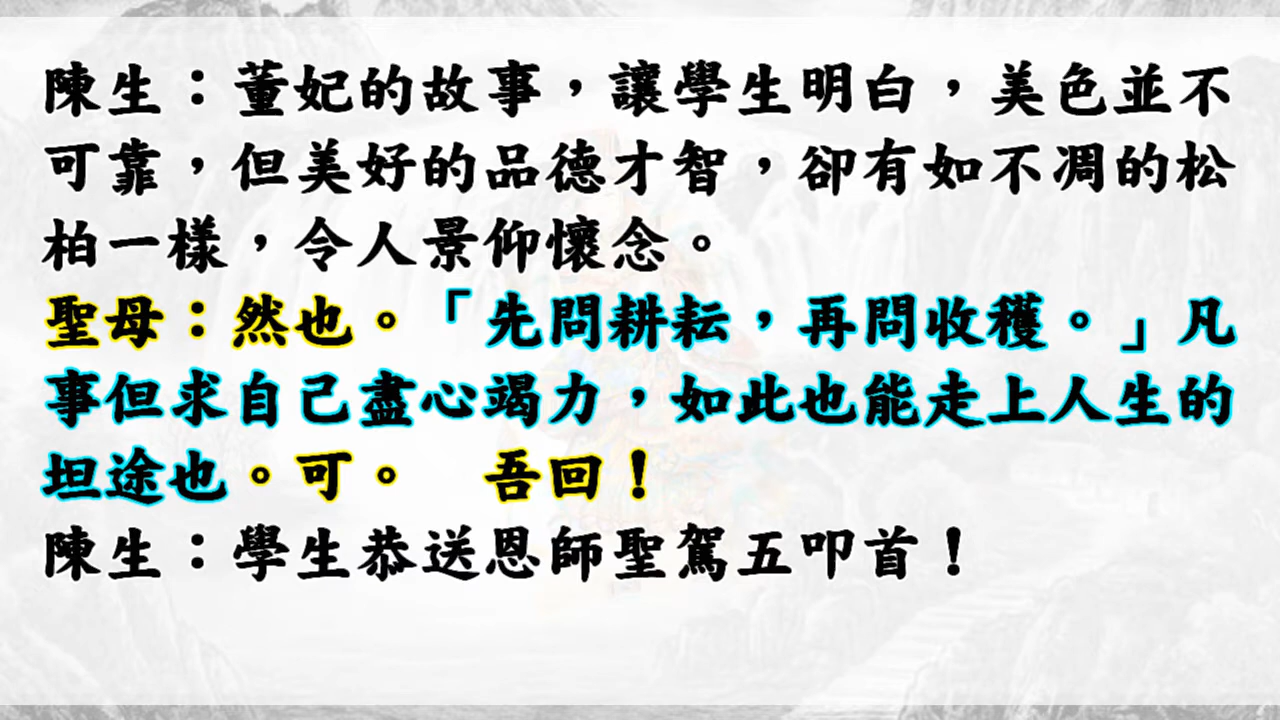 陳生：董妃的故事，讓學生明白，美色並不
可靠，但美好的品德才智，卻有如不凋的松
柏一樣，令人景仰懷念。
聖母：然也。「先問耕耘，再問收穫。」凡
事但求自己盡心竭力，如此也能走上人生的
坦途也。可。　吾回！
陳生：學生恭送恩師聖駕五叩首！